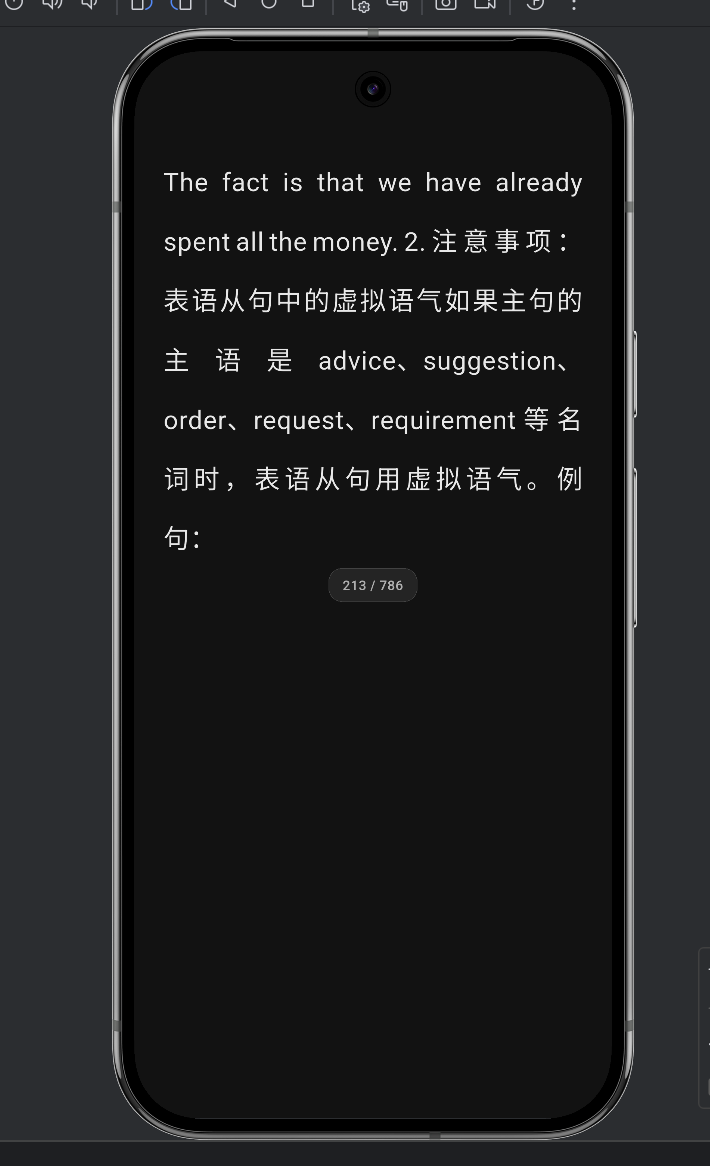 The fact is that we have already
spent all the money. 2. 注意事项：
表语从句中的虚拟语气如果主句的
主语是 advice、suggestion、
order、request、requirement 等名
词时，表语从句用虚拟语气。例
句：
213 / 786